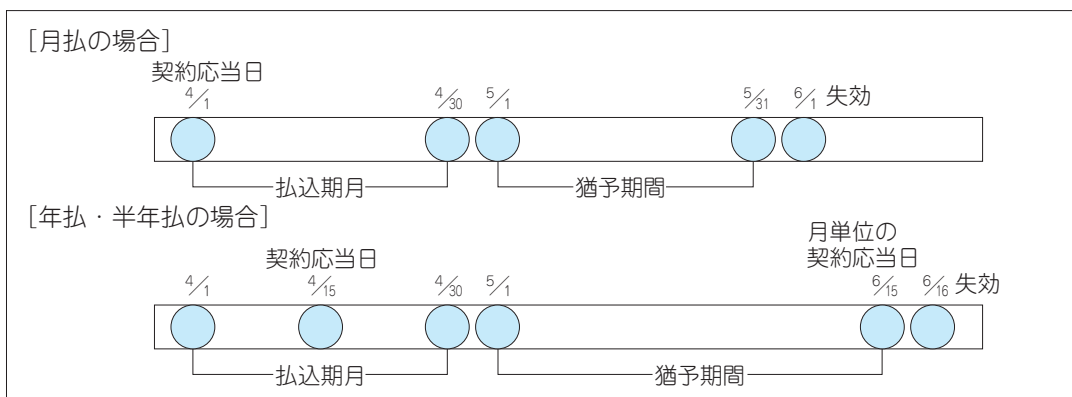 [月払の場合]
契約応当日
4/1 4/30 5/1 5/31 6/1 失効
払込期月 猶予期間
[年払・半年払の場合]
月単位の
契約応当日 契約応当日
4/1 4/15 4/30 5/1 6/15 6/16 失効
払込期月 猶予期間